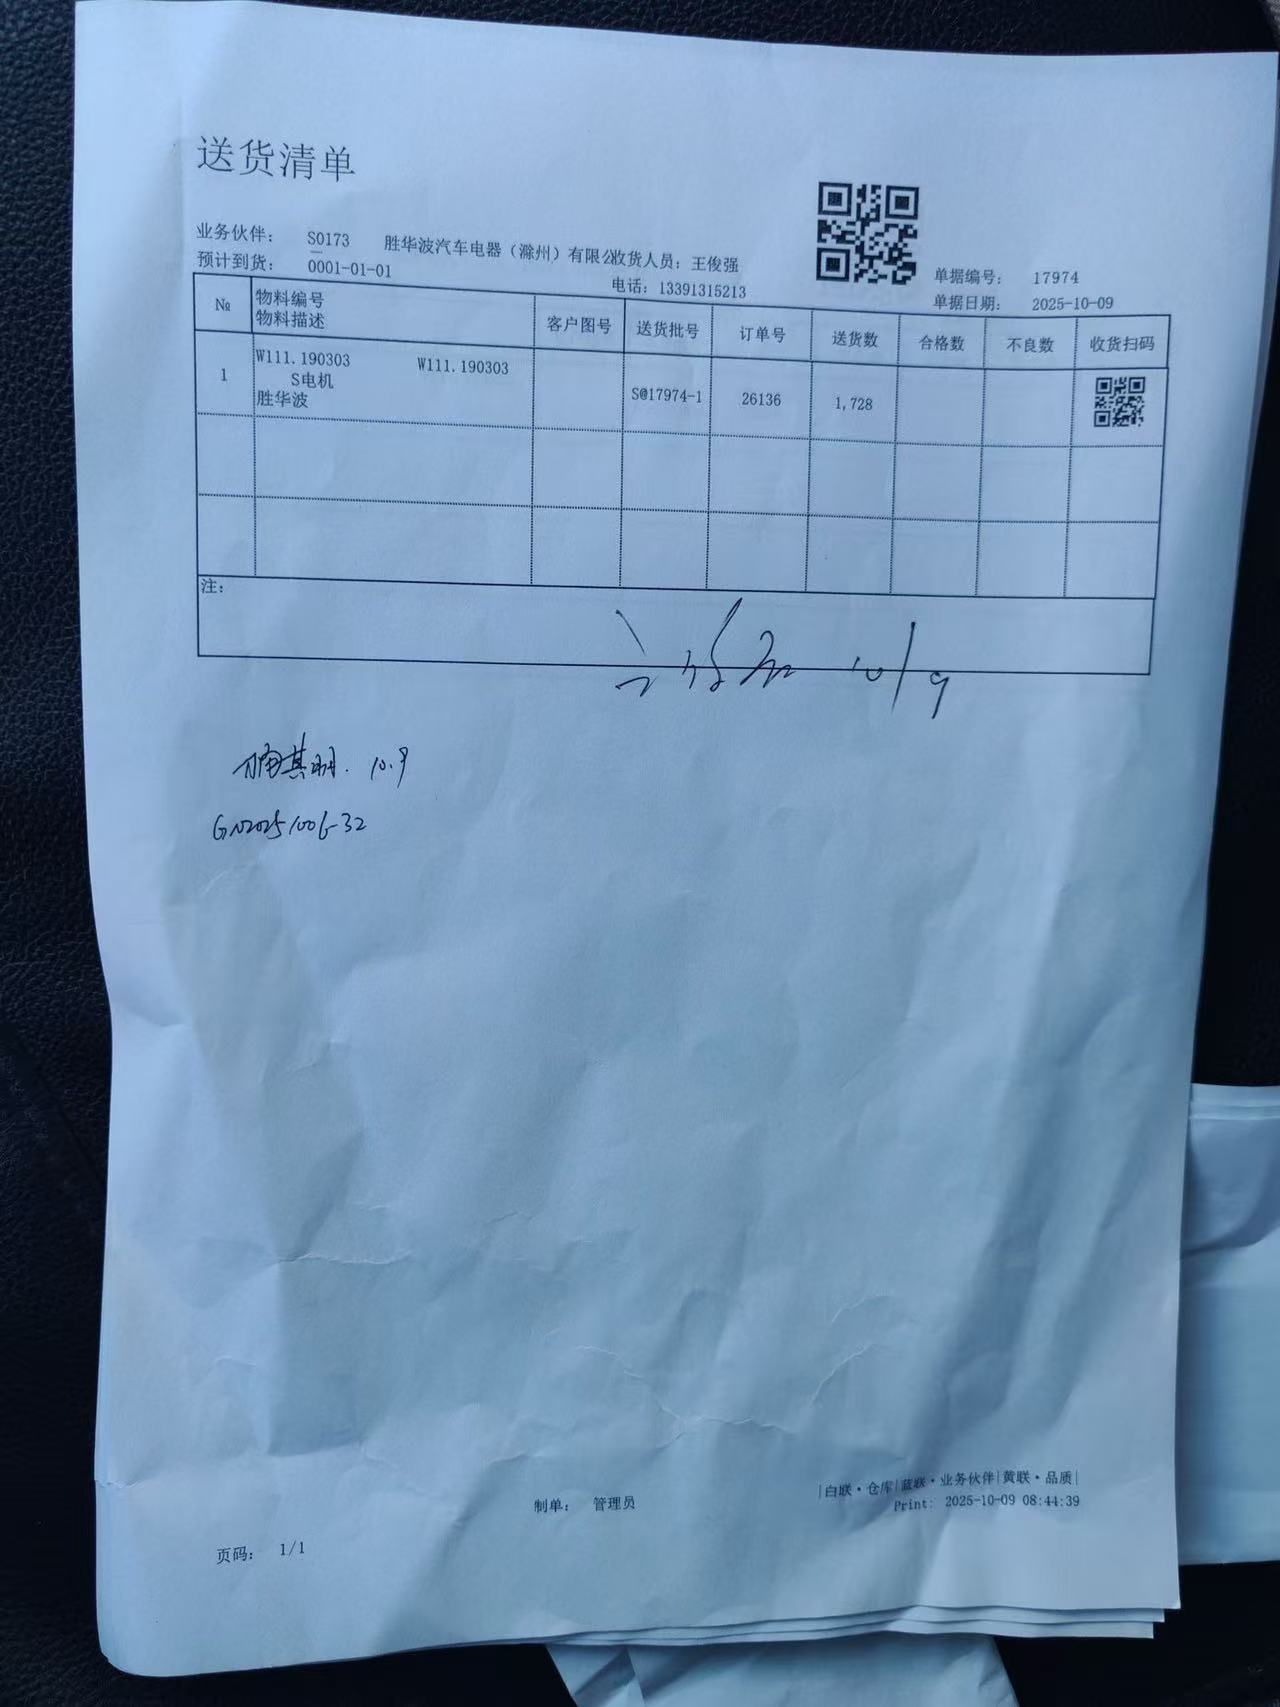 送货清单
业务伙伴： S0173 胜华波汽车电器（滁州）有限公 收货人员：王俊强
预计到货： 0001-01-01 电话：13391315213
单据编号： 17974
单据日期： 2025-10-09
№ 物料编号 物料描述 客户图号 送货批号 订单号 送货数 合格数 不良数 收货扫码
1 W111.190303 W111.190303 S@17974-1 26136 1,728
S电机
胜华波
注：
10/9
10.9
制单： 管理员
|白联·仓库|蓝联·业务伙伴|黄联·品质|
Print: 2025-10-09 08:44:39
页码： 1/1